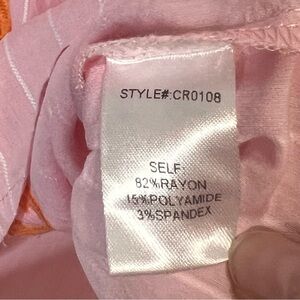 STYLE#:CR0108
SELF:
82%RAYON
15%POLYAMIDE
3%SPANDEX